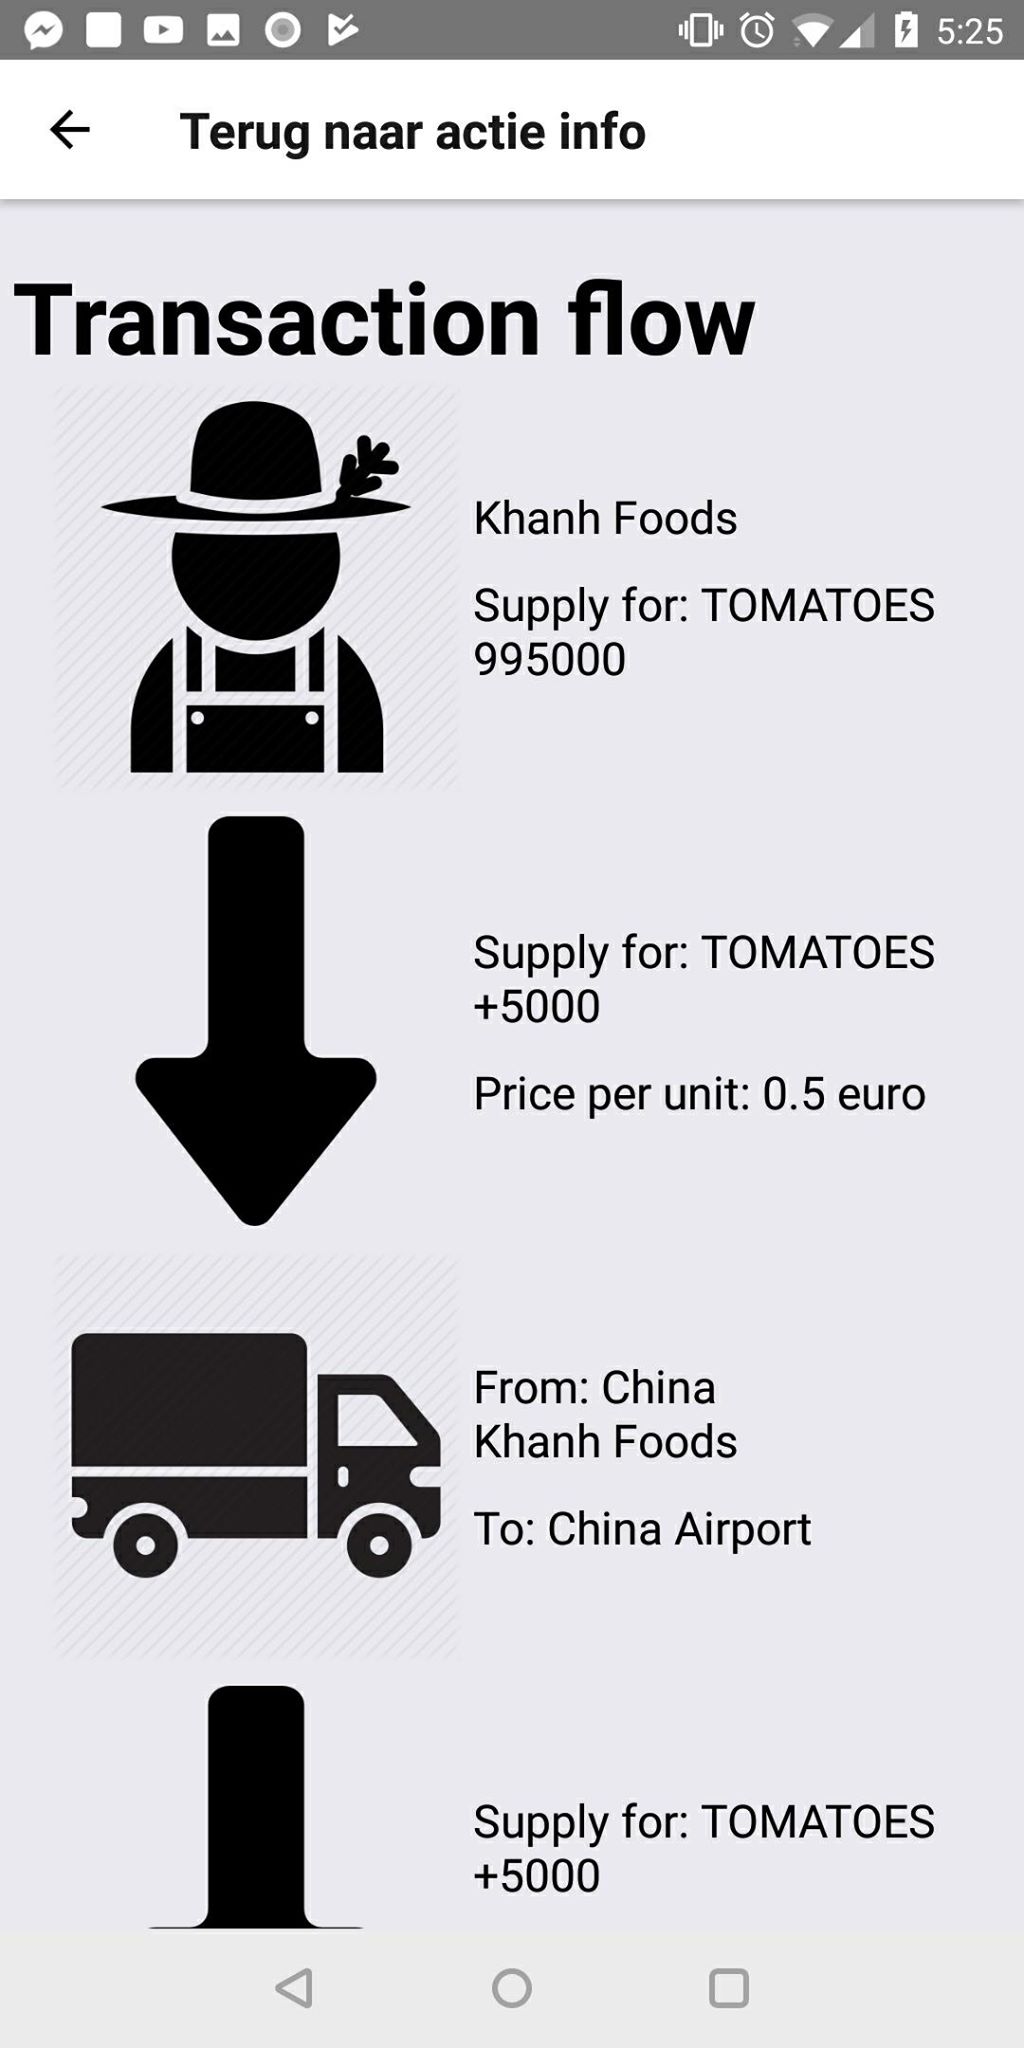 5:25
Terug naar actie info
Transaction flow
Khanh Foods
Supply for: TOMATOES
995000
Supply for: TOMATOES
+5000
Price per unit: 0.5 euro
From: China
Khanh Foods
To: China Airport
Supply for: TOMATOES
+5000